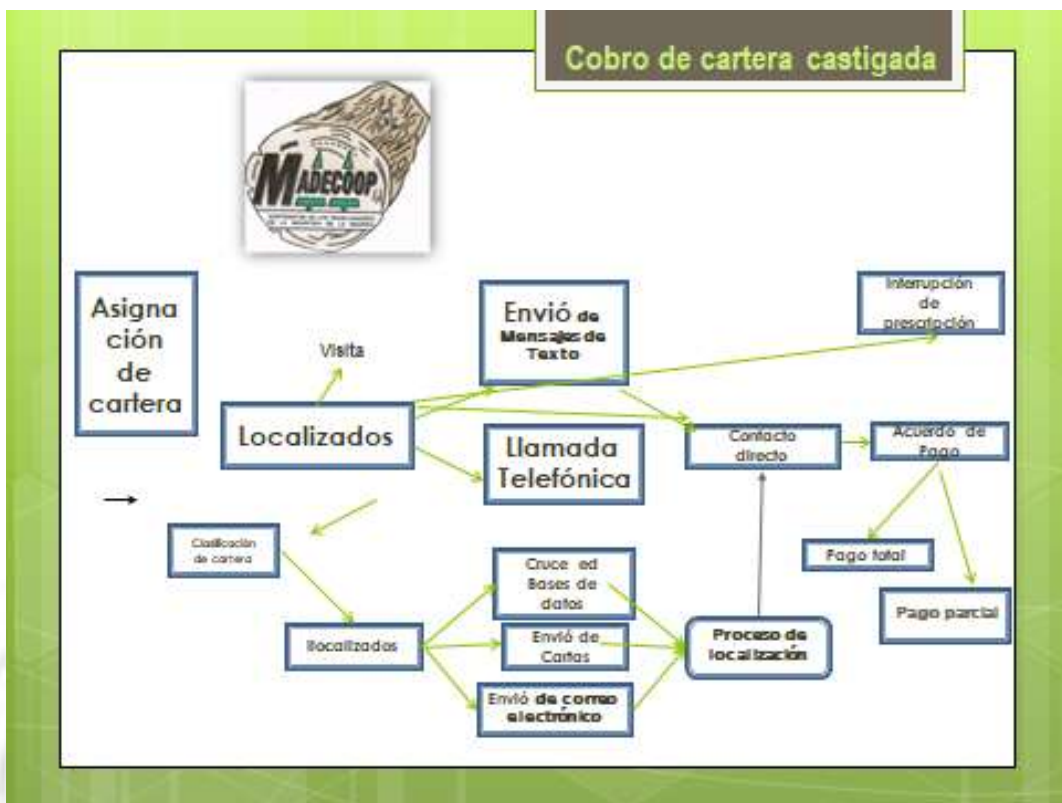 Cobro de cartera castigada
MADECOOP
Asigna
ción
de
cartera
Visita
Envió de
Mensajes de
Texto
Interrupción
de
prescripción
Localizados
Llamada
Telefónica
Contacto
directo
Acuerdo de
Pago
Clasificación
de cartera
Cruce ed
Bases de
datos
Pago total
Pago parcial
Ilocalizados
Envió de
Cartas
Proceso de
localización
Envió de correo
electrónico